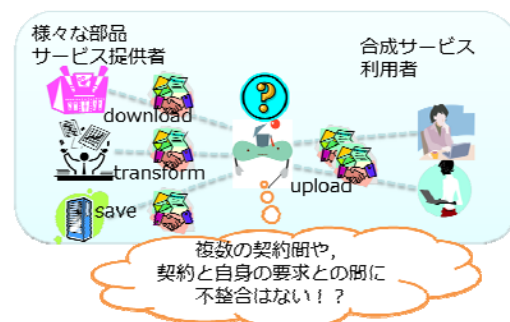 様々な部品
サービス提供者
合成サービス
利用者
download
transform
upload
save
複数の契約間や,
契約と自身の要求との間に
不整合はない!?